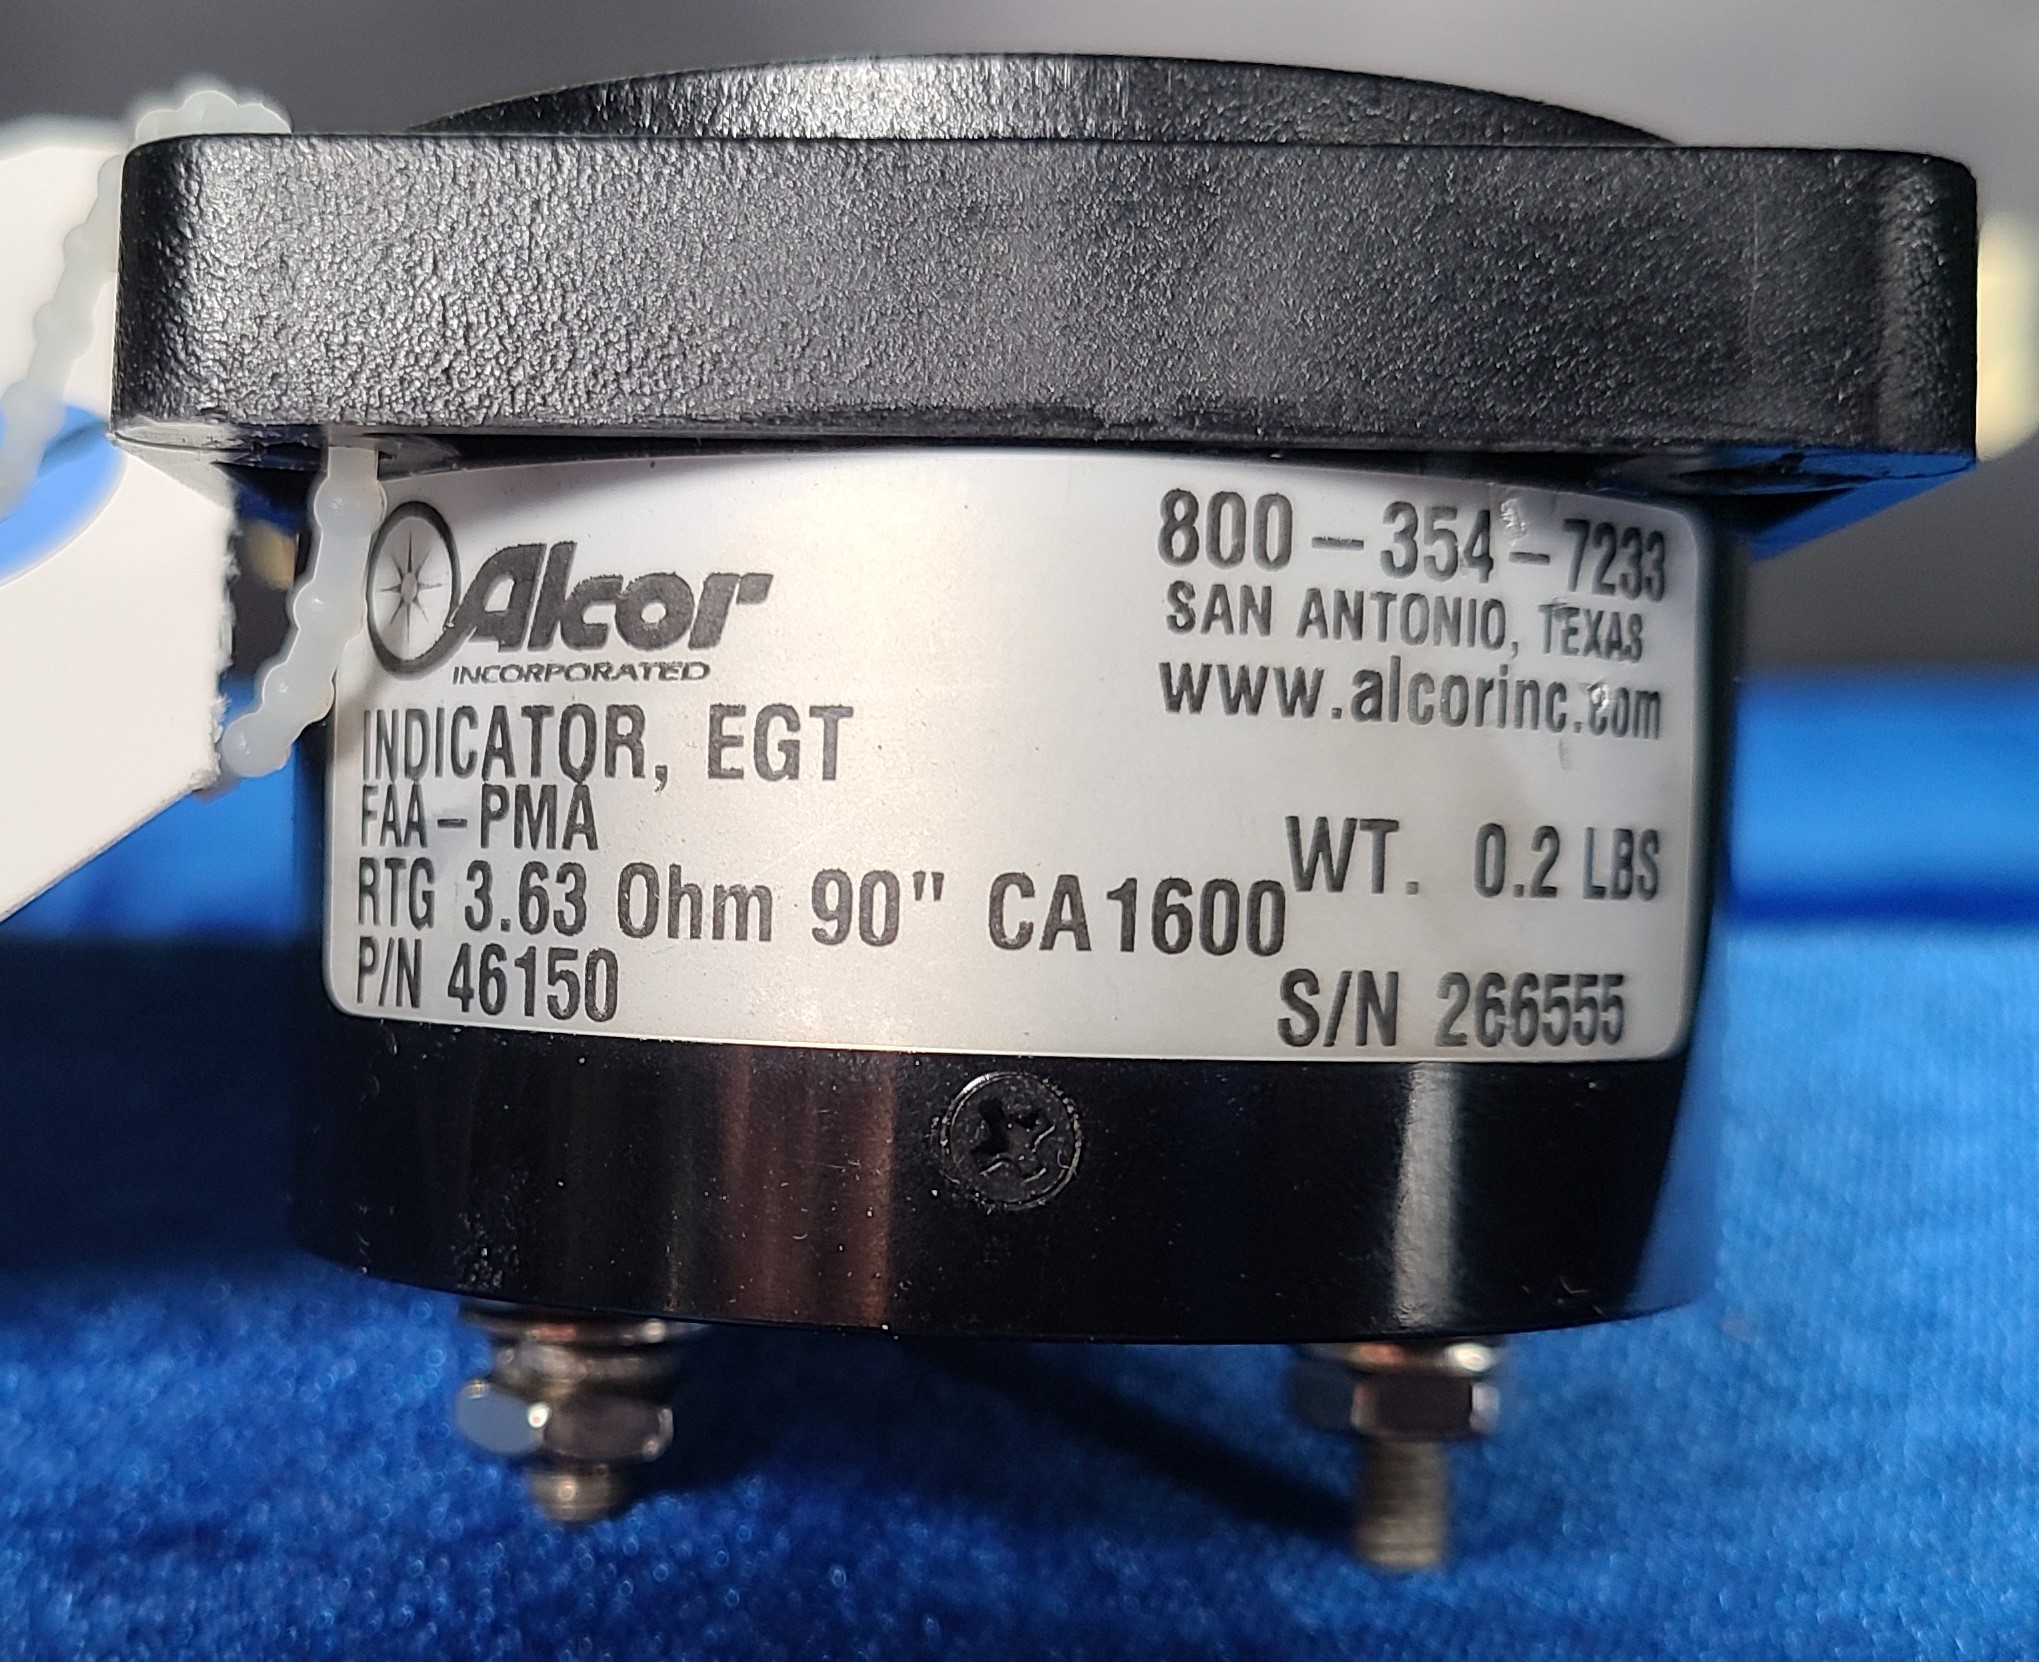 Alcor
INCORPORATED
800-354-7233
SAN ANTONIO, TEXAS
www.alcorinc.com
INDICATOR, EGT
FAA-PMA
WT. 0.2 LBS
RTG 3.63 Ohm 90" CA1600
P/N 46150
S/N 266555